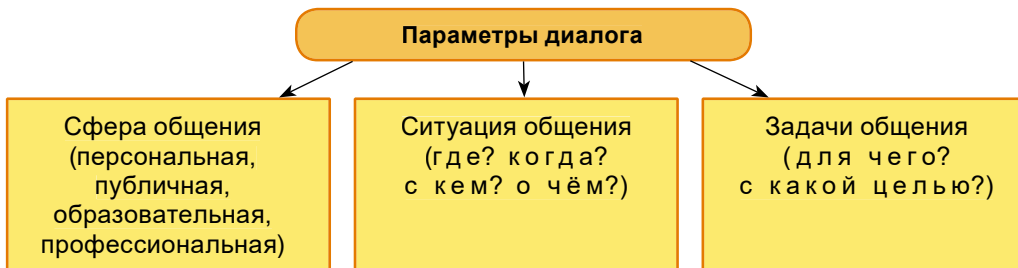 Параметры диалога
Сфера общения
(персональная,
публичная,
образовательная,
профессиональная)
Ситуация общения
(где? когда?
с кем? о чём?)
Задачи общения
(для чего?
с какой целью?)